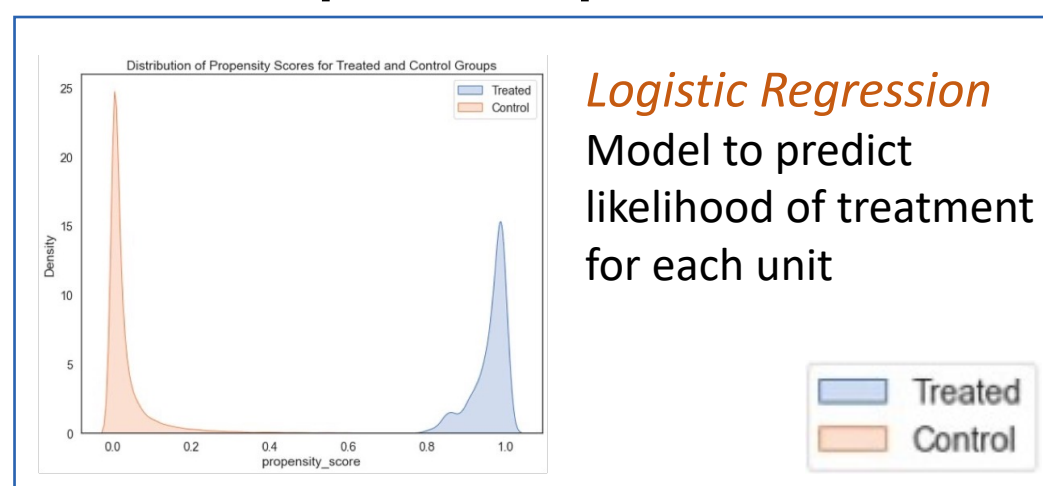 Distribution of Propensity Scores for Treated and Control Groups
25
20
15
10
5
0
Density
Treated
Control
0.0 0.2 0.4 0.6 0.8 1.0
propensity_score
Logistic Regression
Model to predict
likelihood of treatment
for each unit
Treated
Control